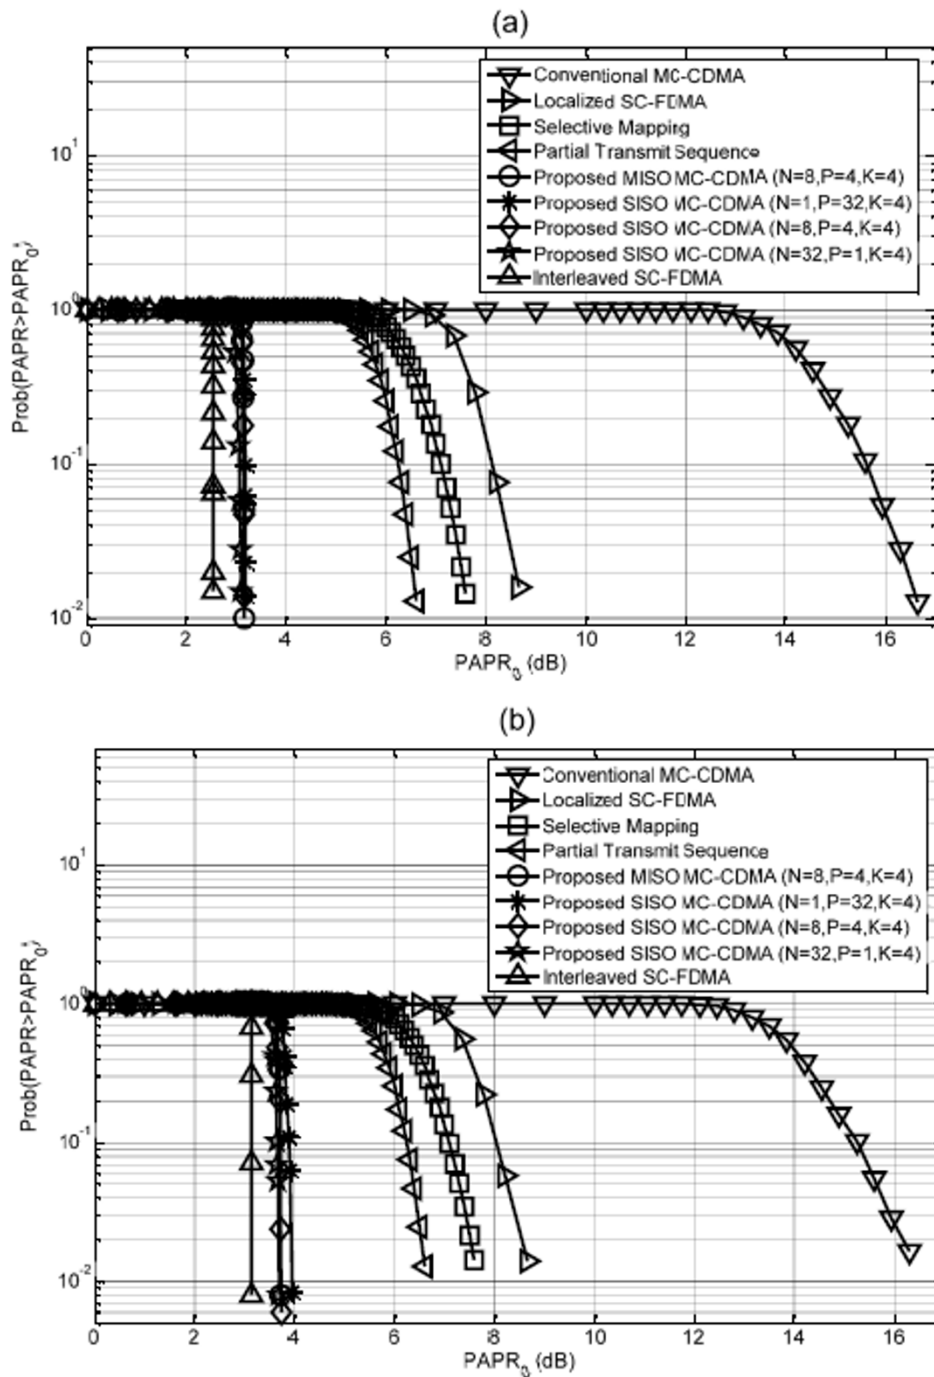 (a)
Conventional MC-CDMA
Localized SC-FDMA
Selective Mapping
Partial Transmit Sequence
Proposed MISO MC-CDMA (N=8,P=4,K=4)
Proposed SISO MC-CDMA (N=1,P=32,K=4)
Proposed SISO MC-CDMA (N=8,P=4,K=4)
Proposed SISO MC-CDMA (N=32,P=1,K=4)
Interleaved SC-FDMA
10^1
10^0
10^-1
10^-2
Prob(PAPR>PAPR_0)
0 2 4 6 8 10 12 14 16
PAPR_0 (dB)
(b)
Conventional MC-CDMA
Localized SC-FDMA
Selective Mapping
Partial Transmit Sequence
Proposed MISO MC-CDMA (N=8,P=4,K=4)
Proposed SISO MC-CDMA (N=1,P=32,K=4)
Proposed SISO MC-CDMA (N=8,P=4,K=4)
Proposed SISO MC-CDMA (N=32,P=1,K=4)
Interleaved SC-FDMA
10^1
10^0
10^-1
10^-2
Prob(PAPR>PAPR_0)
0 2 4 6 8 10 12 14 16
PAPR_0 (dB)